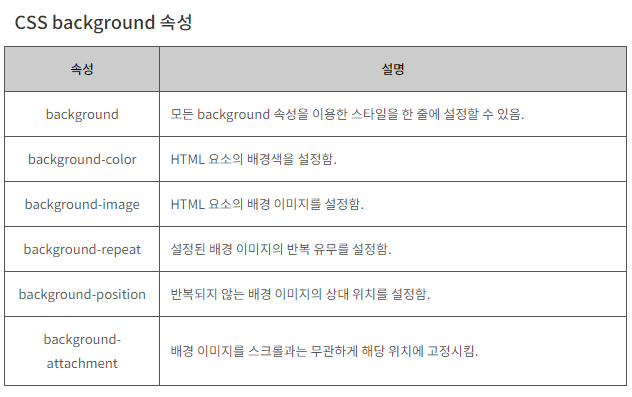 CSS background 속성
속성 설명
background 모든 background 속성을 이용한 스타일을 한 줄에 설정할 수 있음.
background-color HTML 요소의 배경색을 설정함.
background-image HTML 요소의 배경 이미지를 설정함.
background-repeat 설정된 배경 이미지의 반복 유무를 설정함.
background-position 반복되지 않는 배경 이미지의 상대 위치를 설정함.
background-
attachment 배경 이미지를 스크롤과는 무관하게 해당 위치에 고정시킴.